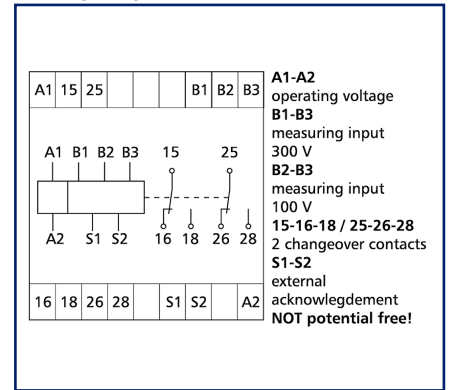 A1 15 25 B1 B2 B3
A1 B1 B2 B3 15 25
A2 S1 S2 16 18 26 28
16 18 26 28 S1 S2 A2
A1-A2
operating voltage
B1-B3
measuring input
300 V
B2-B3
measuring input
100 V
15-16-18 / 25-26-28
2 changeover contacts
S1-S2
external
acknowlegdement
NOT potential free!